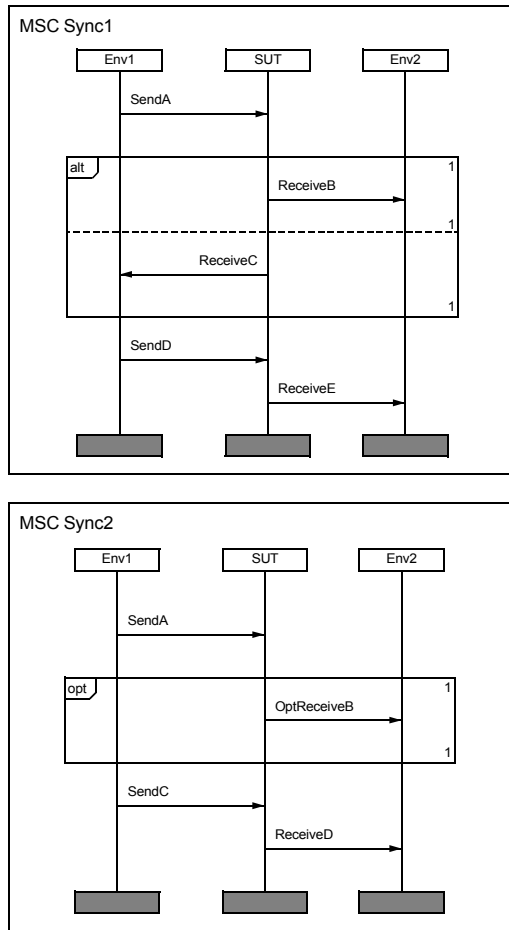 MSC Sync1
Env1 SUT Env2
SendA
alt 1
ReceiveB
1
ReceiveC
1
SendD
ReceiveE
MSC Sync2
Env1 SUT Env2
SendA
opt 1
OptReceiveB
1
SendC
ReceiveD